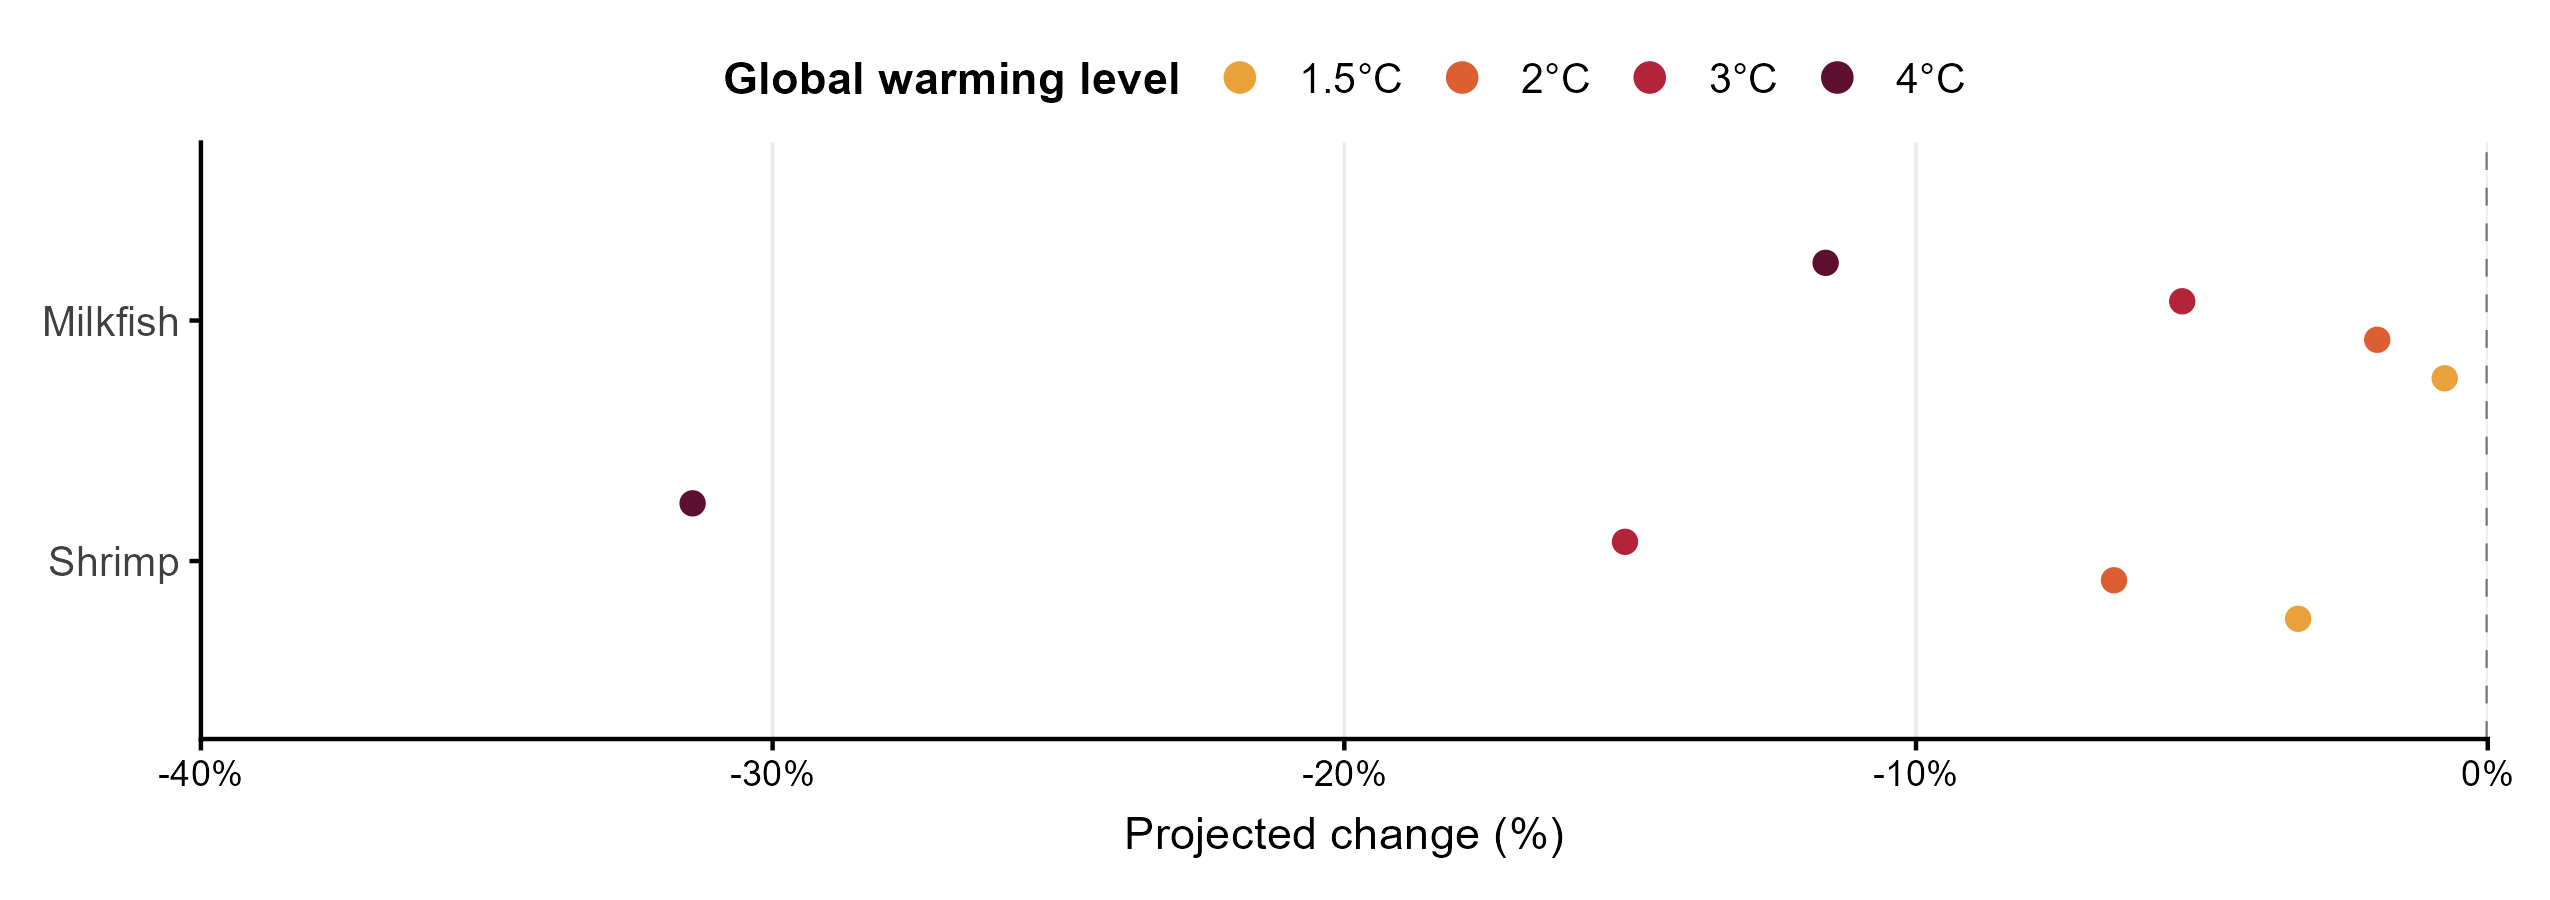 Global warming level 1.5°C 2°C 3°C 4°C
Milkfish
Shrimp
-40% -30% -20% -10% 0%
Projected change (%)